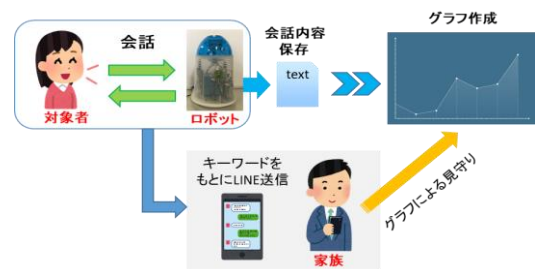 会話
対象者
ロボット
会話内容
保存
text
グラフ作成
キーワードを
もとにLINE送信
家族
グラフによる見守り